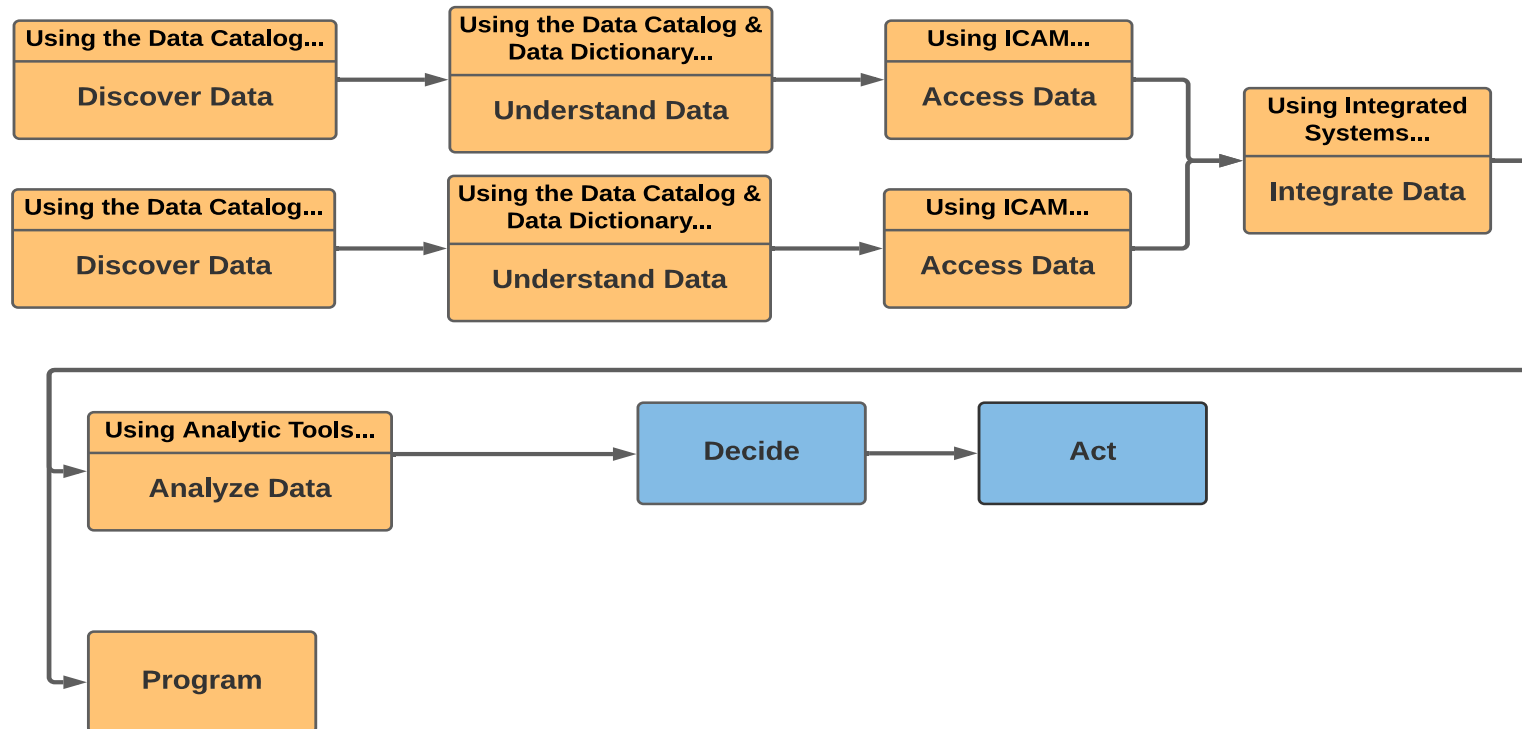 Using the Data Catalog...
Discover Data
Using the Data Catalog &
Data Dictionary...
Understand Data
Using ICAM...
Access Data
Using Integrated
Systems...
Integrate Data
Using the Data Catalog...
Discover Data
Using the Data Catalog &
Data Dictionary...
Understand Data
Using ICAM...
Access Data
Using Analytic Tools...
Analyze Data
Decide
Act
Program